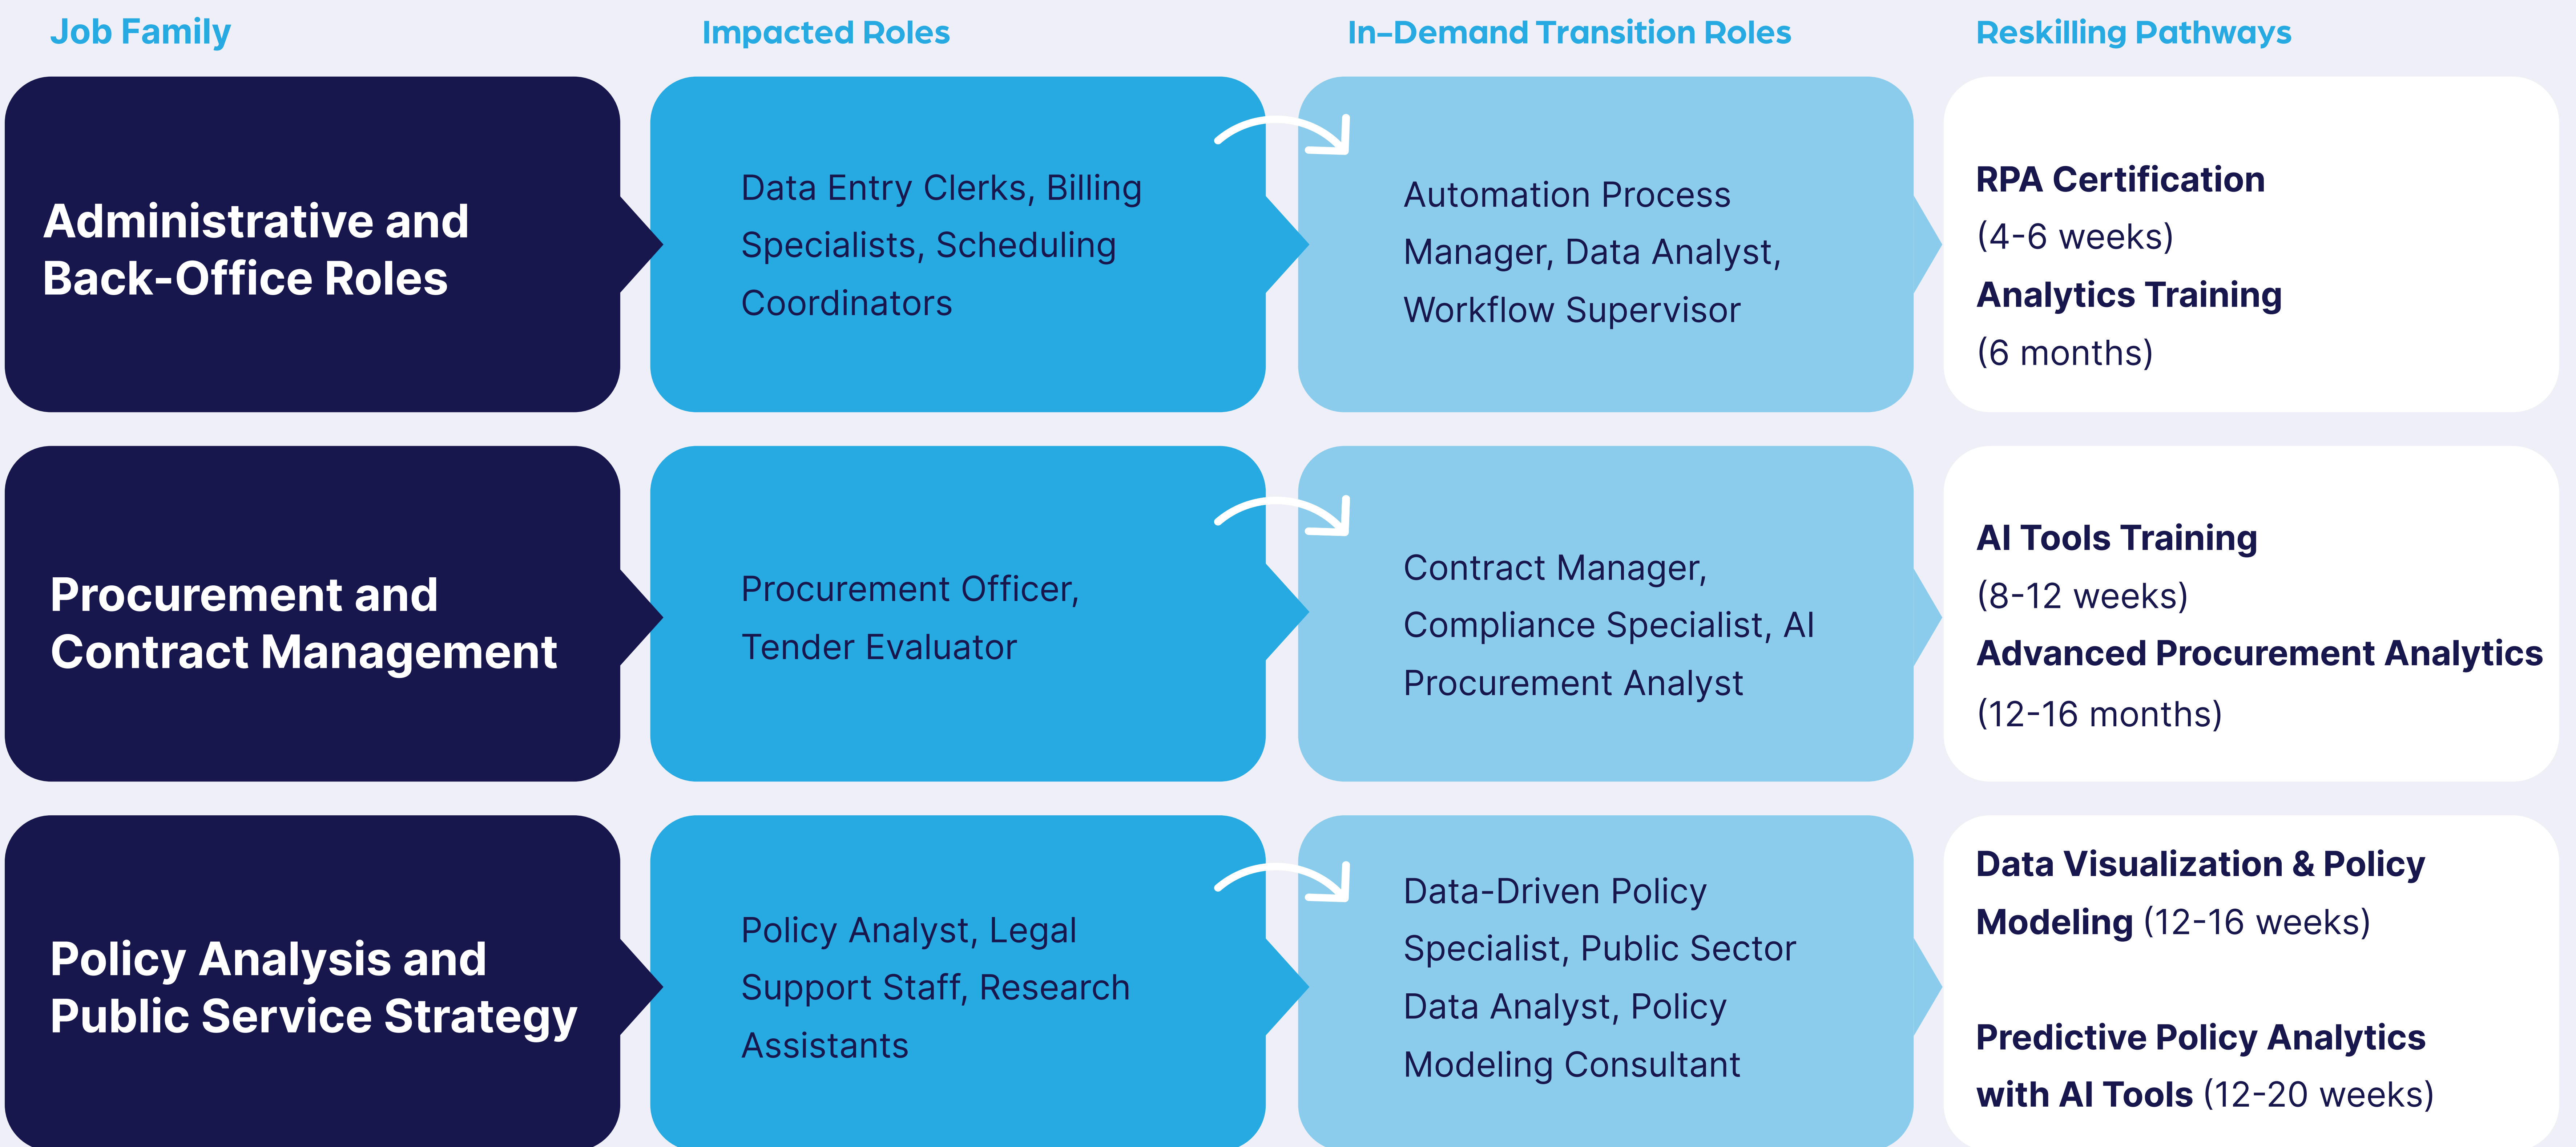 Job Family
Impacted Roles
In-Demand Transition Roles
Reskilling Pathways
Administrative and
Back-Office Roles
Data Entry Clerks, Billing
Specialists, Scheduling
Coordinators
Automation Process
Manager, Data Analyst,
Workflow Supervisor
RPA Certification
(4-6 weeks)
Analytics Training
(6 months)
Procurement and
Contract Management
Procurement Officer,
Tender Evaluator
Contract Manager,
Compliance Specialist, AI
Procurement Analyst
AI Tools Training
(8-12 weeks)
Advanced Procurement Analytics
(12-16 months)
Policy Analysis and
Public Service Strategy
Policy Analyst, Legal
Support Staff, Research
Assistants
Data-Driven Policy
Specialist, Public Sector
Data Analyst, Policy
Modeling Consultant
Data Visualization & Policy
Modeling (12-16 weeks)
Predictive Policy Analytics
with AI Tools (12-20 weeks)